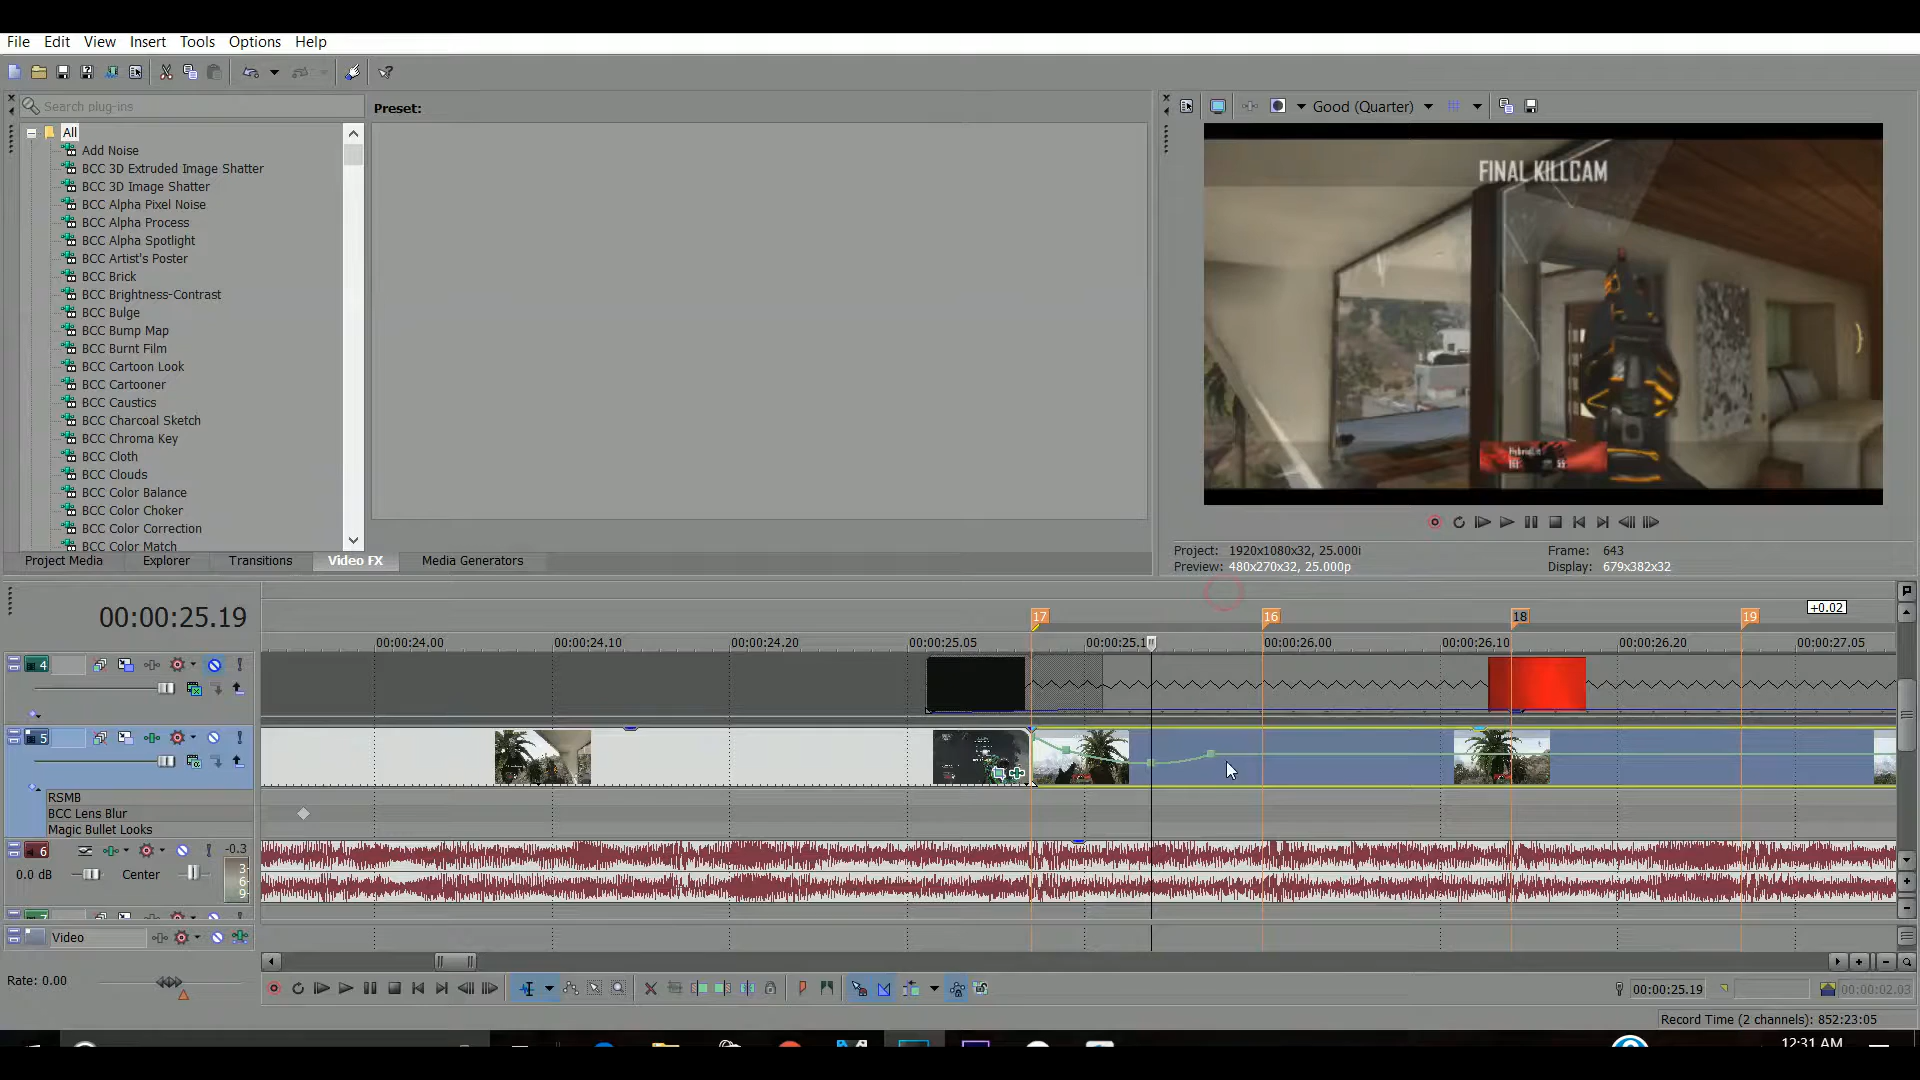 File Edit View Insert Tools Options Help
Search plug-ins
Preset:
Good (Quarter)
All
Add Noise
BCC 3D Extruded Image Shatter
BCC 3D Image Shatter
BCC Alpha Pixel Noise
BCC Alpha Process
BCC Alpha Spotlight
BCC Artist's Poster
BCC Brick
BCC Brightness-Contrast
BCC Bulge
BCC Bump Map
BCC Burnt Film
BCC Cartoon Look
BCC Cartooner
BCC Caustics
BCC Charcoal Sketch
BCC Chroma Key
BCC Cloth
BCC Clouds
BCC Color Balance
BCC Color Choker
BCC Color Correction
BCC Color Match
FINAL KILLCAM
Project Media Explorer Transitions Video FX Media Generators
Project: 1920x1080x32, 25.000i Frame: 643
Preview: 480x270x32, 25.000p Display: 679x382x32
00:00:25.19
17 16 18 19 +0.02
00:00:24.00 00:00:24.10 00:00:24.20 00:00:25.05 00:00:25.1 00:00:26.00 00:00:26.10 00:00:26.20 00:00:27.05
4
5
RSMB
BCC Lens Blur
Magic Bullet Looks
6 -0.3
0.0 dB Center
3
6
9
Video
Rate: 0.00
00:00:25.19 00:00:02.03
Record Time (2 channels): 852:23:05
12:31 AM